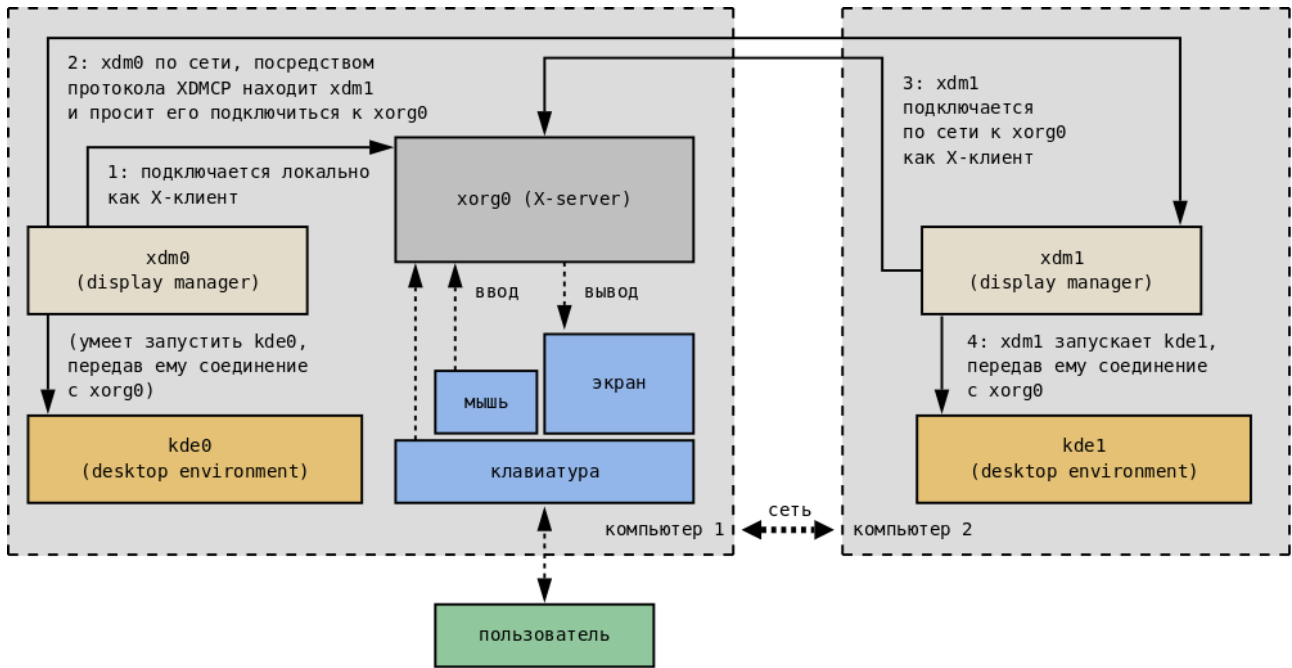 2: xdm0 по сети, посредством
протокола XDMCP находит xdm1
и просит его подключиться к xorg0
3: xdm1
подключается
по сети к xorg0
как X-клиент
1: подключается локально
как X-клиент
xorg0 (X-server)
xdm0
(display manager)
xdm1
(display manager)
ввод
вывод
(умеет запустить kde0,
передав ему соединение
с xorg0)
4: xdm1 запускает kde1,
передав ему соединение
с xorg0
экран
мышь
kde0
(desktop environment)
клавиатура
kde1
(desktop environment)
сеть
компьютер 1
компьютер 2
пользователь